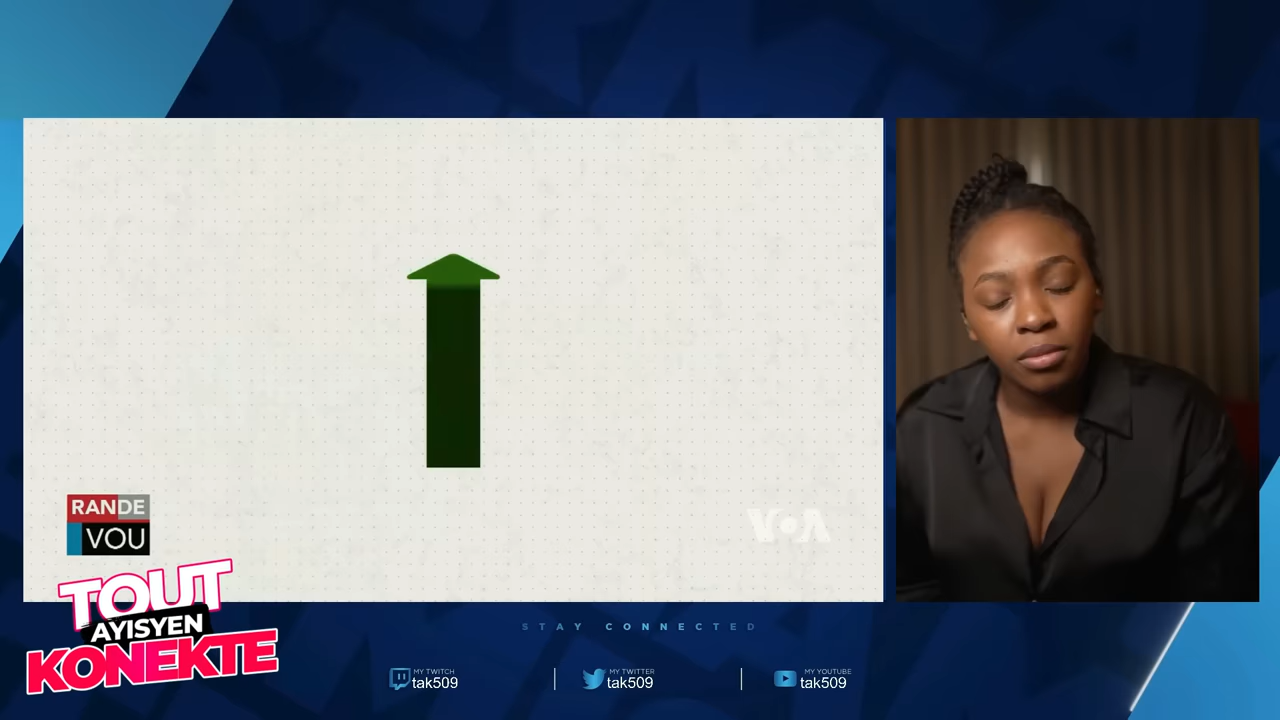 RANDE
VOU
VOA
TOUT
AYISYEN
KONEKTE
STAY CONNECTED
MY TWITCH
tak509
MY TWITTER
tak509
MY YOUTUBE
tak509